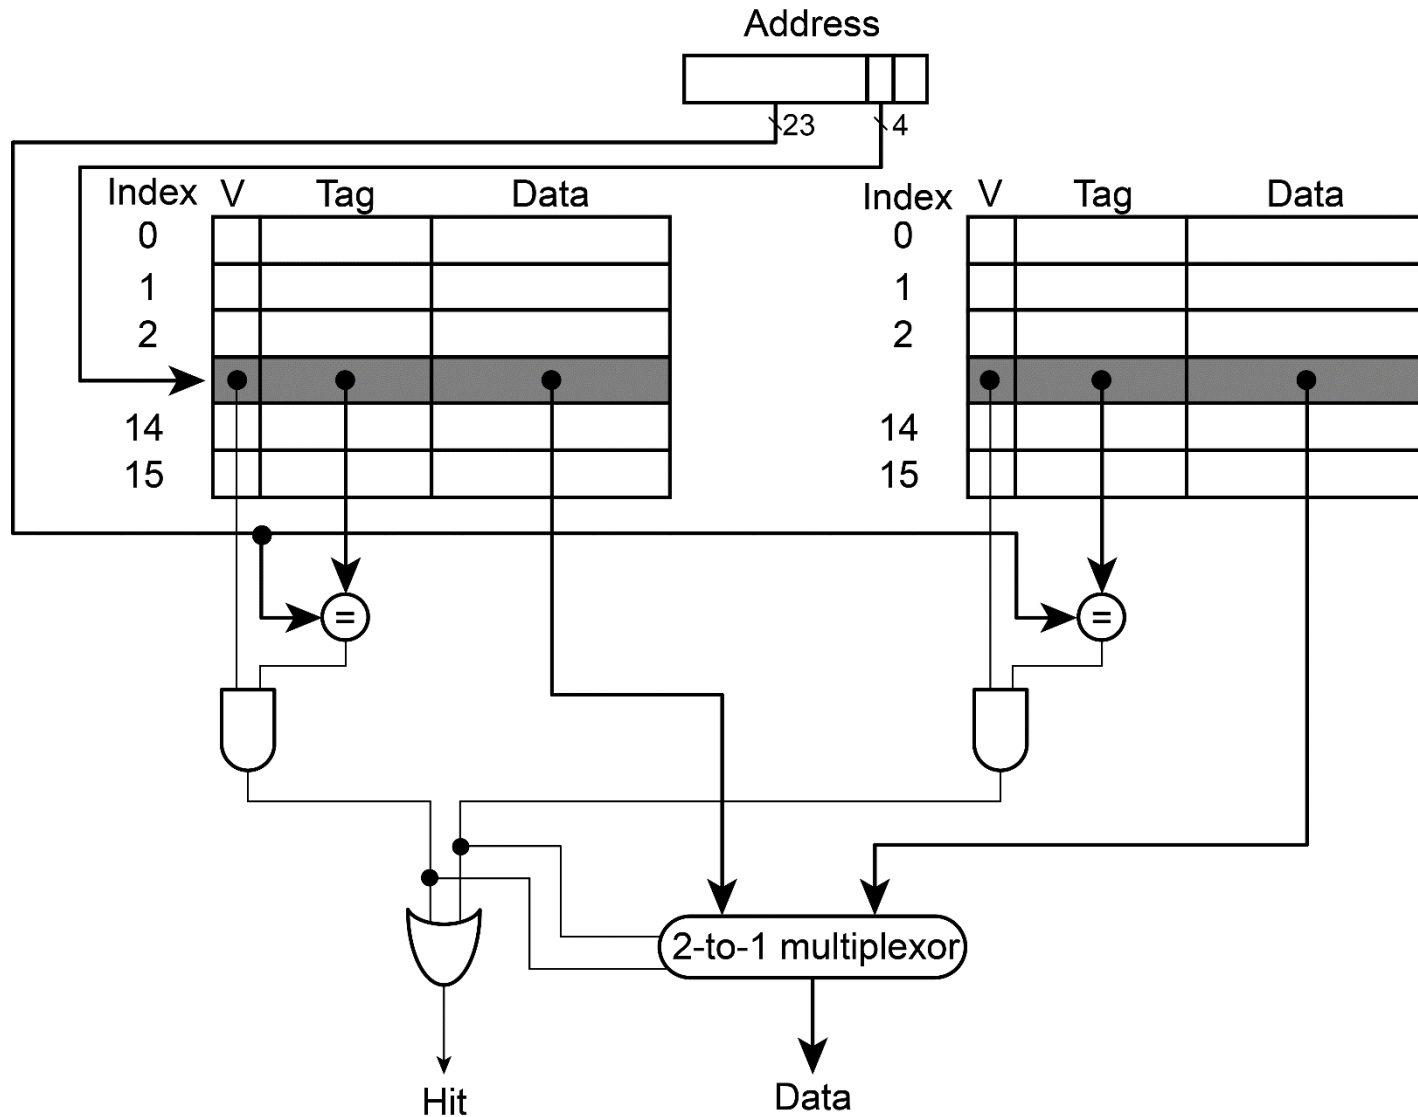 Address
23 4
Index V Tag Data
0
1
2
14
15
Index V Tag Data
0
1
2
14
15
= =
2-to-1 multiplexor
Hit Data